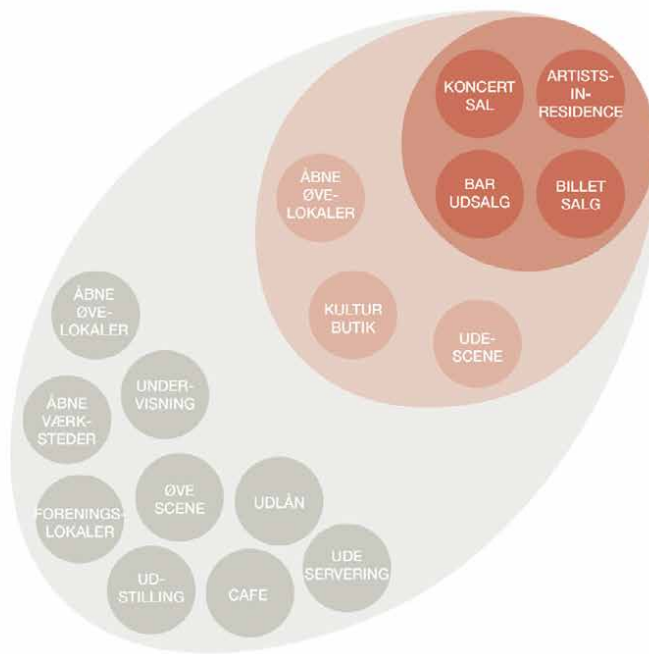 KONCERT
SAL
ARTISTS-
IN-
RESIDENCE
BAR
UDSALG
BILLET
SALG
ÅBNE
ØVE-
LOKALER
KULTUR
BUTIK
UDE-
SCENE
ÅBNE
ØVE-
LOKALER
UNDER-
VISNING
ÅBNE
VÆRK-
STEDER
ØVE
SCENE
UDLÅN
FORENINGS-
LOKALER
UDE
SERVERING
UD-
STILLING
CAFE